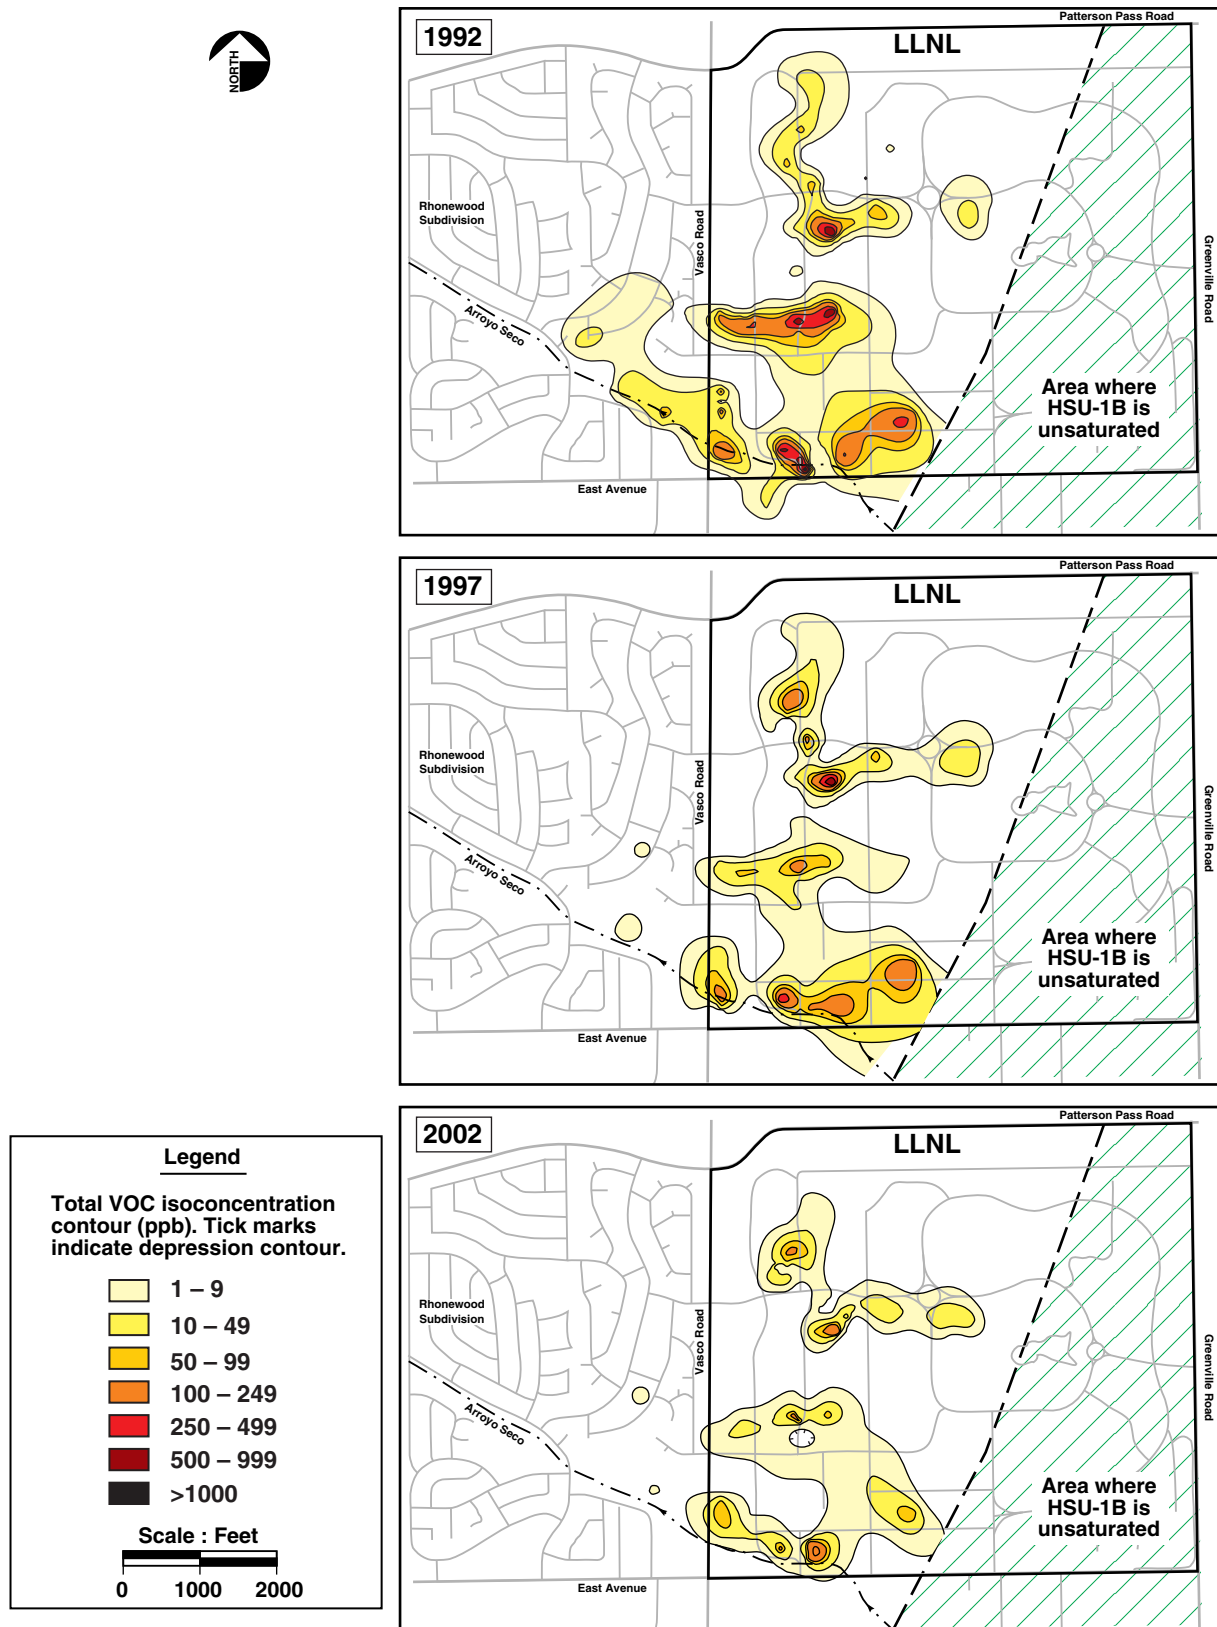 NORTH
1992
Patterson Pass Road
LLNL
Rhonewood
Subdivision
Vasco Road
Greenville Road
Arroyo Seco
Area where
HSU-1B is
unsaturated
East Avenue
1997
Patterson Pass Road
LLNL
Rhonewood
Subdivision
Vasco Road
Greenville Road
Arroyo Seco
Area where
HSU-1B is
unsaturated
East Avenue
2002
Patterson Pass Road
LLNL
Rhonewood
Subdivision
Vasco Road
Greenville Road
Arroyo Seco
Area where
HSU-1B is
unsaturated
East Avenue
Legend
Total VOC isoconcentration
contour (ppb). Tick marks
indicate depression contour.
1 – 9
10 – 49
50 – 99
100 – 249
250 – 499
500 – 999
>1000
Scale : Feet
0 1000 2000